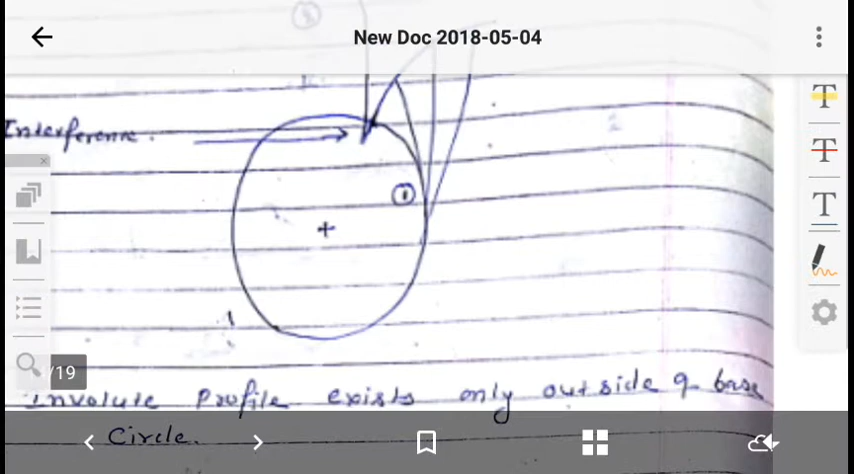 New Doc 2018-05-04
Interference.
①
+
/19
involute profile exists only outside of base
Circle.